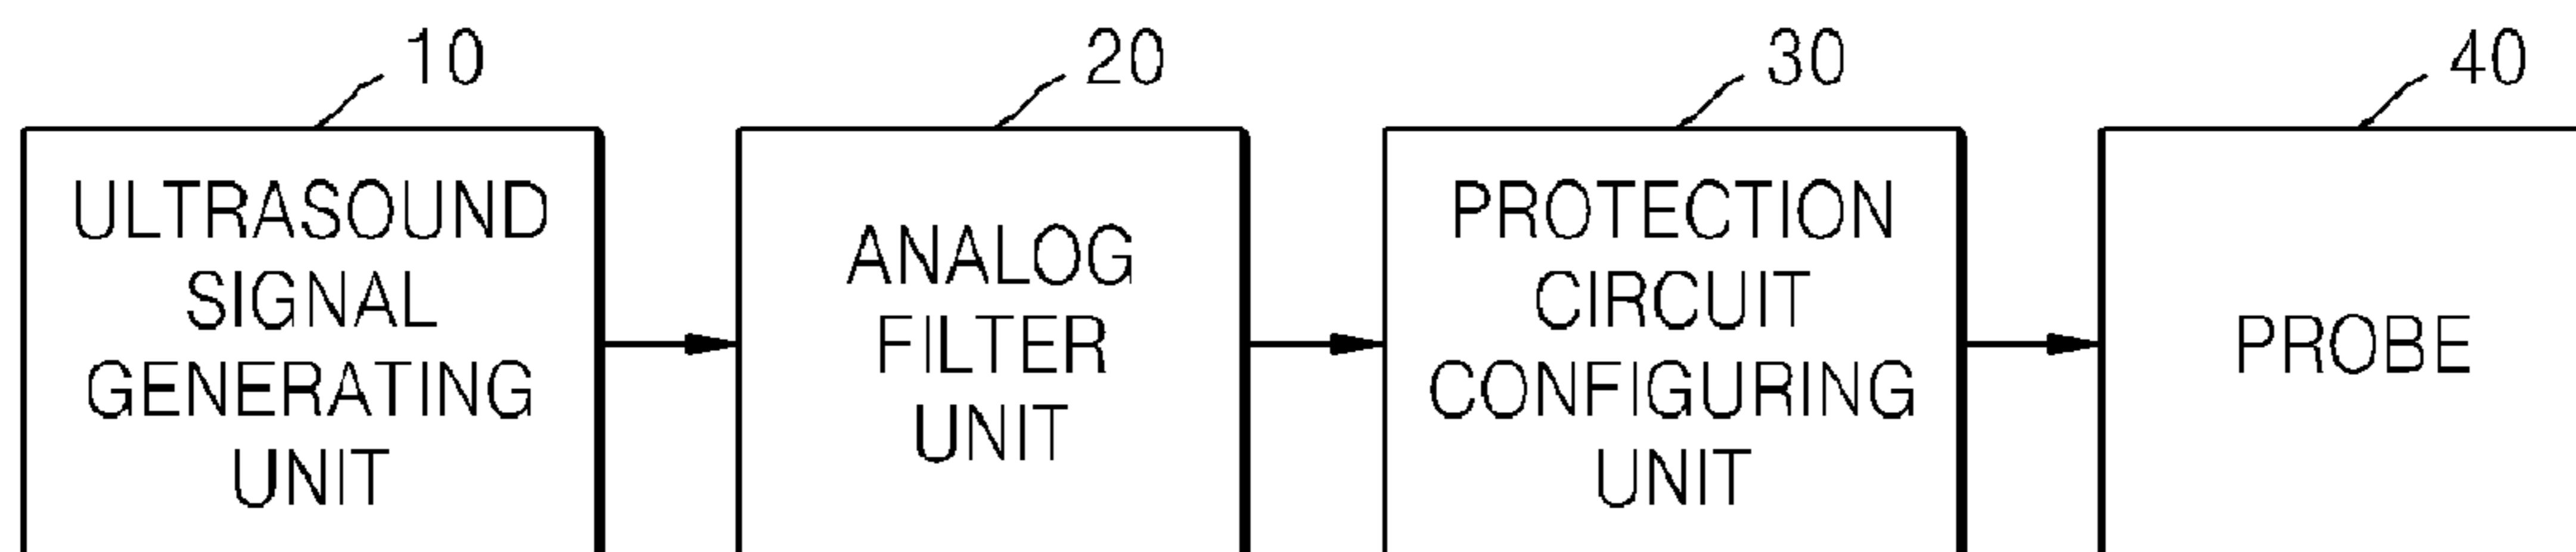 10
20
30
40
ULTRASOUND
SIGNAL
GENERATING
UNIT
ANALOG
FILTER
UNIT
PROTECTION
CIRCUIT
CONFIGURING
UNIT
PROBE